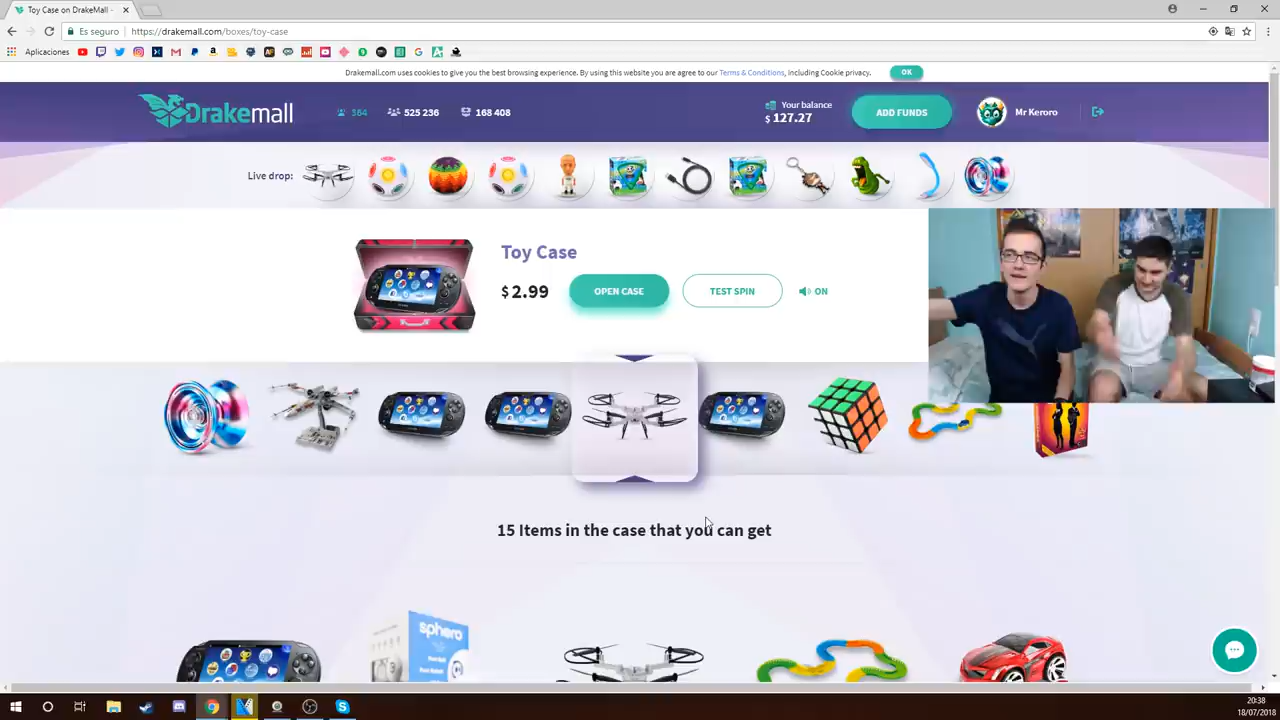 Toy Case on DrakeMall -
Es seguro
https://drakemall.com/boxes/toy-case
Aplicaciones
Drakemall.com uses cookies to give you the best browsing experience. By using this website you are agree to our Terms & Conditions, including Cookie privacy.
OK
Drakemall
364
525 236
168 408
Your balance
$ 127.27
ADD FUNDS
Mr Keroro
Live drop:
Toy Case
$ 2.99
OPEN CASE
TEST SPIN
ON
15 Items in the case that you can get
sphero
20:38
18/07/2018